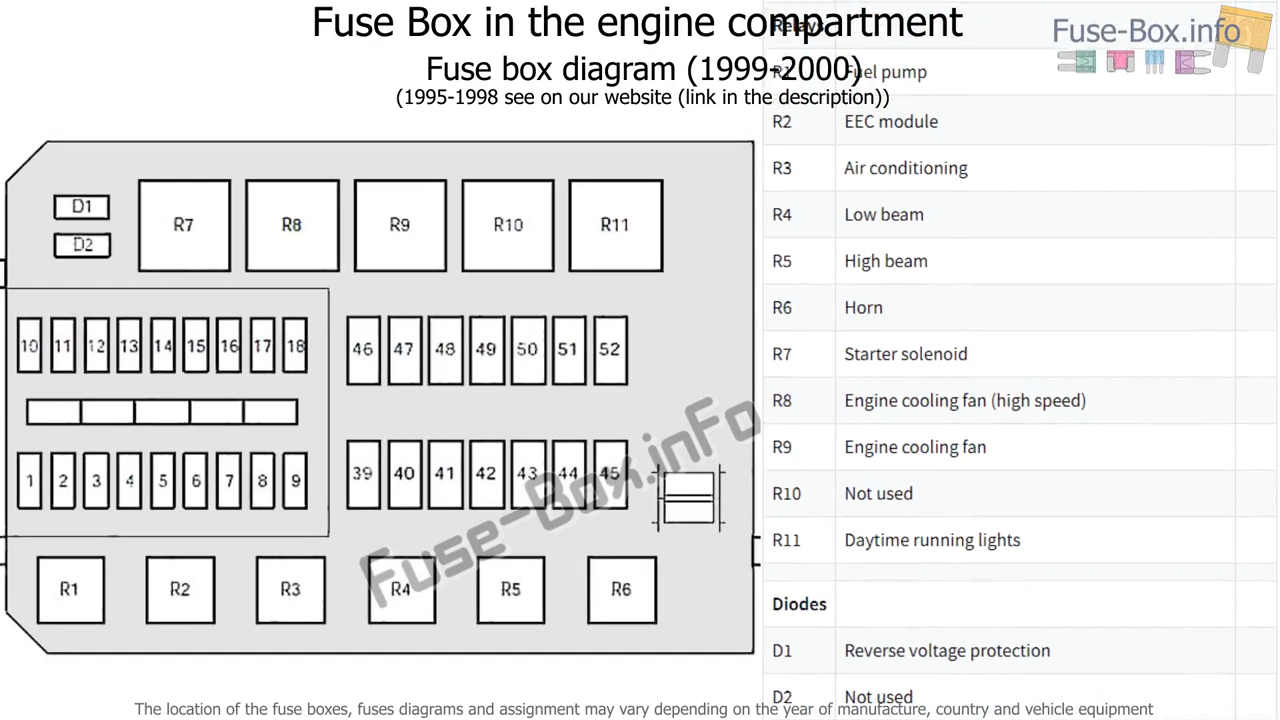 Fuse Box in the engine compartment
Fuse box diagram (1999-2000)
(1995-1998 see on our website (link in the description))
Fuse-Box.info
Relays
R1 Fuel pump
R2 EEC module
R3 Air conditioning
R4 Low beam
R5 High beam
R6 Horn
R7 Starter solenoid
R8 Engine cooling fan (high speed)
R9 Engine cooling fan
R10 Not used
R11 Daytime running lights
Diodes
D1 Reverse voltage protection
D2 Not used
D1
D2
R7 R8 R9 R10 R11
10 11 12 13 14 15 16 17 18
46 47 48 49 50 51 52
1 2 3 4 5 6 7 8 9
39 40 41 42 43 44 45
R1 R2 R3 R4 R5 R6
Fuse-Box.inFo
The location of the fuse boxes, fuses diagrams and assignment may vary depending on the year of manufacture, country and vehicle equipment